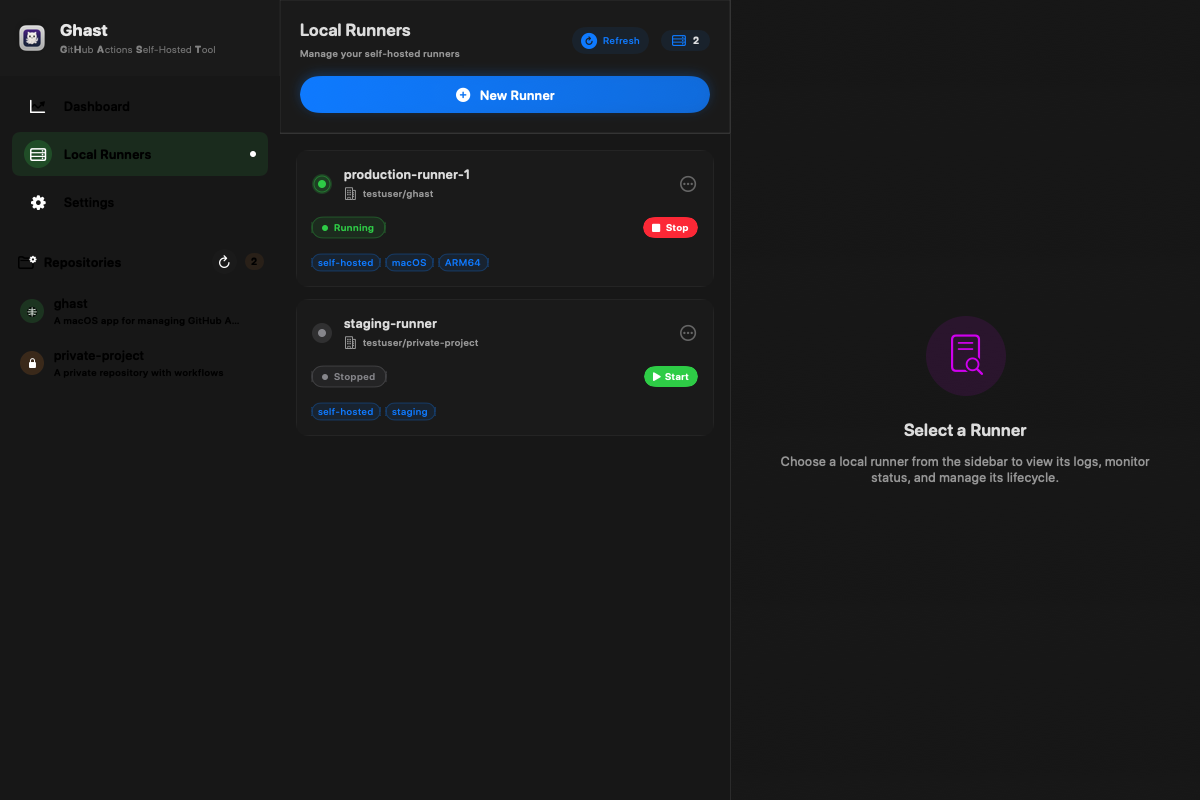 Ghast
GitHub Actions Self-Hosted Tool
Dashboard
Local Runners
Settings
Repositories
2
ghast
A macOS app for managing GitHub A...
private-project
A private repository with workflows
Local Runners
Manage your self-hosted runners
Refresh
2
New Runner
production-runner-1
testuser/ghast
Running
Stop
self-hosted macOS ARM64
staging-runner
testuser/private-project
Stopped
Start
self-hosted staging
Select a Runner
Choose a local runner from the sidebar to view its logs, monitor
status, and manage its lifecycle.